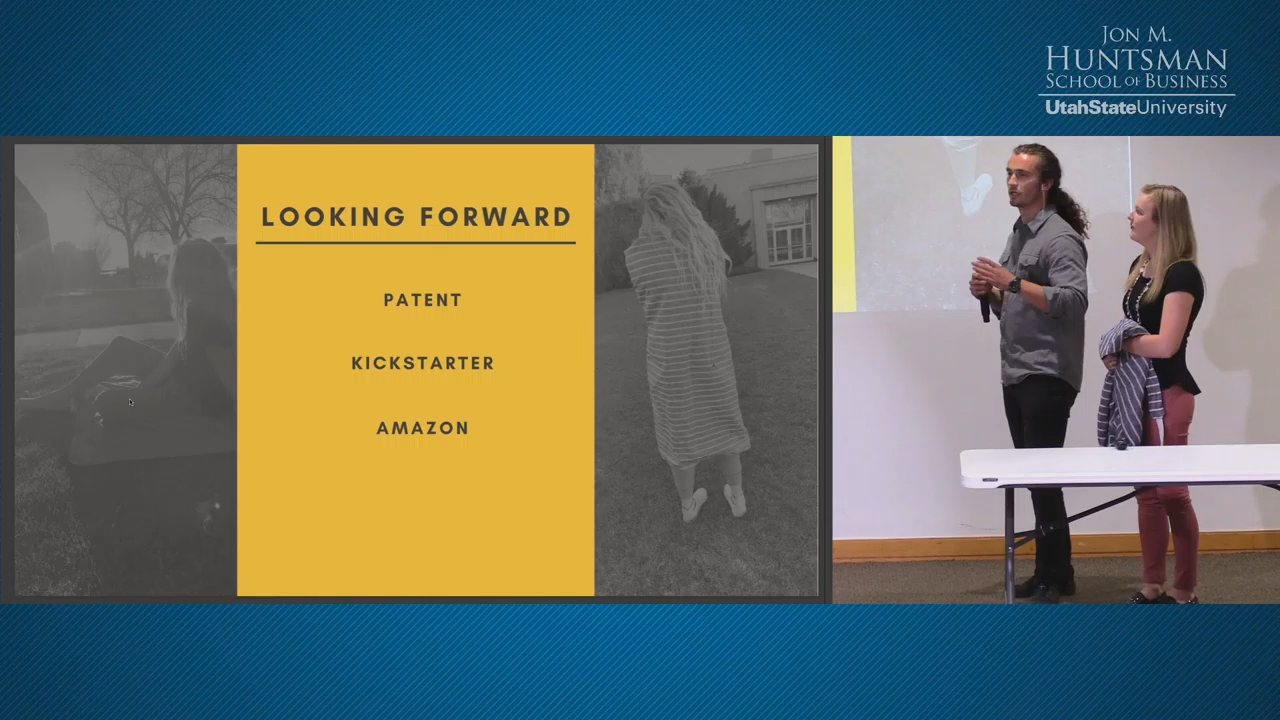 JON M.
HUNTSMAN
SCHOOL OF BUSINESS
UtahStateUniversity
LOOKING FORWARD
PATENT
KICKSTARTER
AMAZON